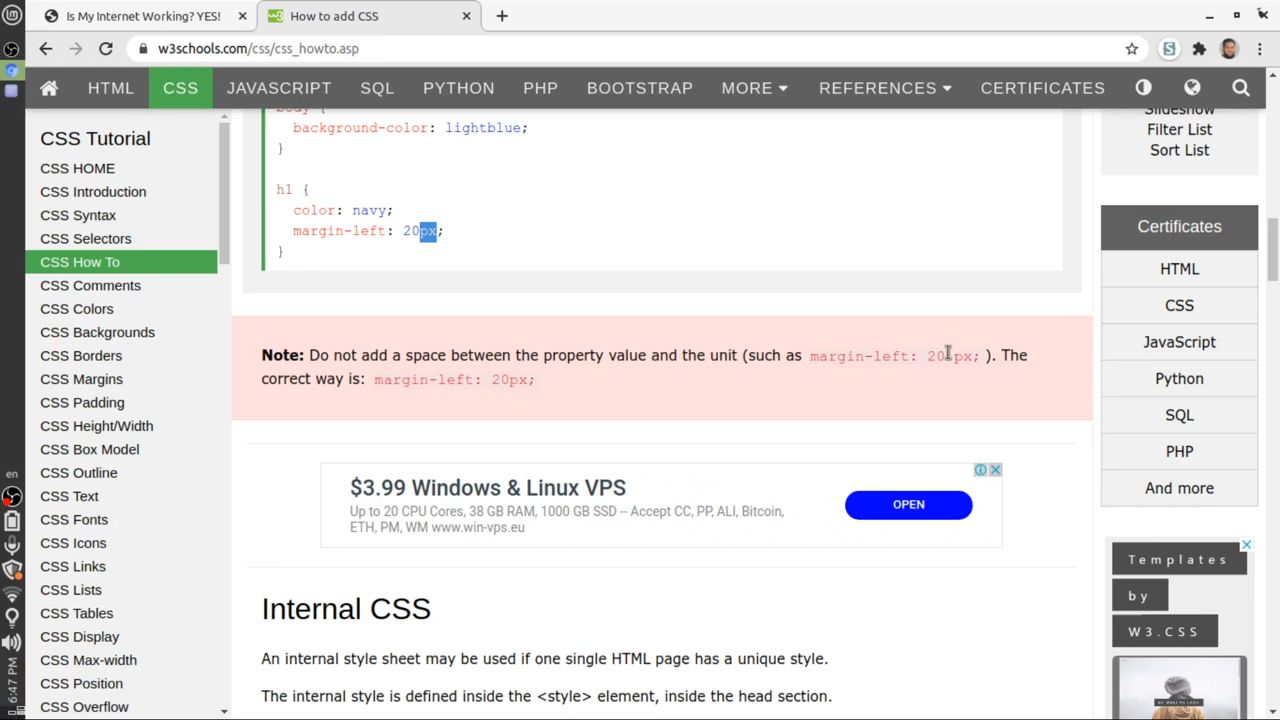 Is My Internet Working? YES!
How to add CSS
w3schools.com/css/css_howto.asp
HTML CSS JAVASCRIPT SQL PYTHON PHP BOOTSTRAP MORE REFERENCES CERTIFICATES
CSS Tutorial
CSS HOME
CSS Introduction
CSS Syntax
CSS Selectors
CSS How To
CSS Comments
CSS Colors
CSS Backgrounds
CSS Borders
CSS Margins
CSS Padding
CSS Height/Width
CSS Box Model
CSS Outline
CSS Text
CSS Fonts
CSS Icons
CSS Links
CSS Lists
CSS Tables
CSS Display
CSS Max-width
CSS Position
CSS Overflow
body {
background-color: lightblue;
}
h1 {
color: navy;
margin-left: 20px;
}
Note: Do not add a space between the property value and the unit (such as margin-left: 20 px; ). The
correct way is: margin-left: 20px;
$3.99 Windows & Linux VPS
Up to 20 CPU Cores, 38 GB RAM, 1000 GB SSD -- Accept CC, PP, ALI, Bitcoin,
ETH, PM, WM www.win-vps.eu
OPEN
Internal CSS
An internal style sheet may be used if one single HTML page has a unique style.
The internal style is defined inside the <style> element, inside the head section.
Slideshow
Filter List
Sort List
Certificates
HTML
CSS
JavaScript
Python
SQL
PHP
And more
Templates
by
W3.CSS
en
6:47 PM